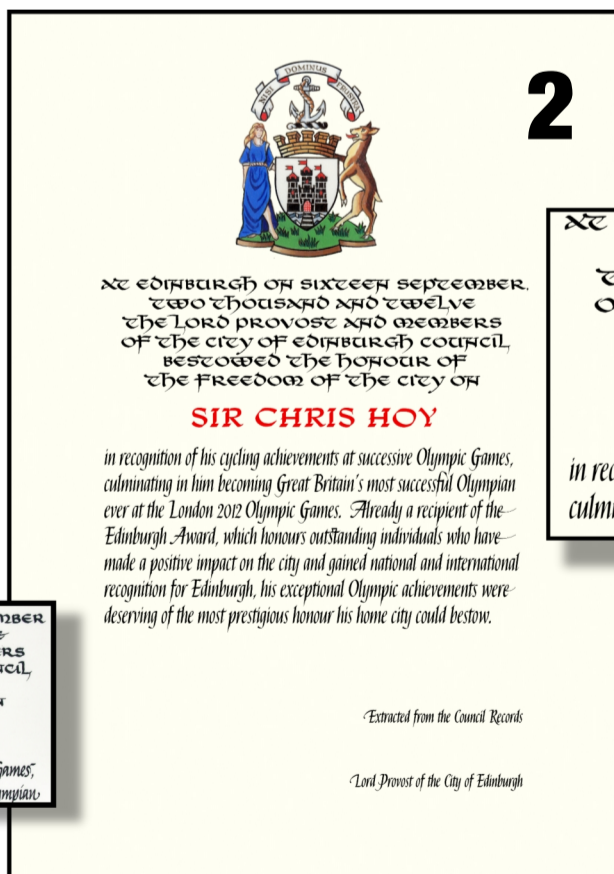 NISI DOMINUS FRUSTRA
2
AT EDINBURGH ON SIXTEEN SEPTEMBER,
TWO THOUSAND AND TWELVE
THE LORD PROVOST AND MEMBERS
OF THE CITY OF EDINBURGH COUNCIL
BESTOWED THE HONOUR OF
THE FREEDOM OF THE CITY ON
SIR CHRIS HOY
in recognition of his cycling achievements at successive Olympic Games,
culminating in him becoming Great Britain's most successful Olympian
ever at the London 2012 Olympic Games. Already a recipient of the
Edinburgh Award, which honours outstanding individuals who have
made a positive impact on the city and gained national and international
recognition for Edinburgh, his exceptional Olympic achievements were
deserving of the most prestigious honour his home city could bestow.
Extracted from the Council Records
Lord Provost of the City of Edinburgh
AT
in rec
culmi
MBER
ERS
NCIL,
Games,
mpian